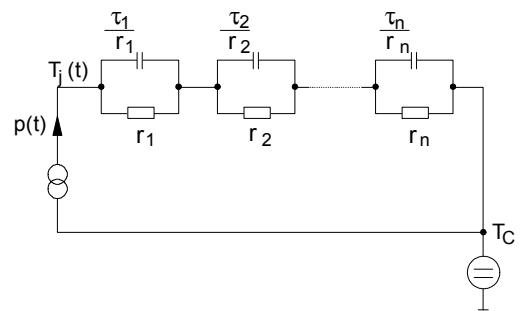 τ1/r1 τ2/r2 τn/rn
Tj(t)
r1 r2 rn
p(t)
TC